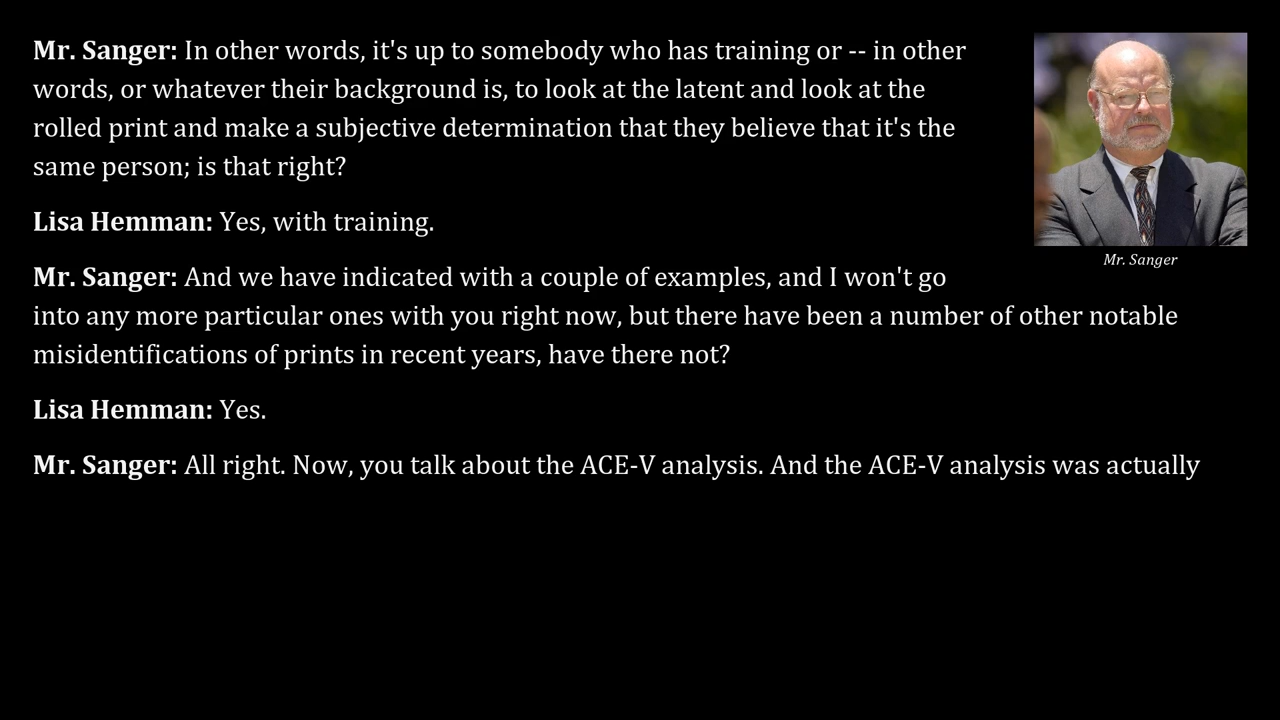 Mr. Sanger: In other words, it's up to somebody who has training or -- in other
words, or whatever their background is, to look at the latent and look at the
rolled print and make a subjective determination that they believe that it's the
same person; is that right?
Lisa Hemman: Yes, with training.
Mr. Sanger: And we have indicated with a couple of examples, and I won't go
into any more particular ones with you right now, but there have been a number of other notable
misidentifications of prints in recent years, have there not?
Lisa Hemman: Yes.
Mr. Sanger: All right. Now, you talk about the ACE-V analysis. And the ACE-V analysis was actually
Mr. Sanger